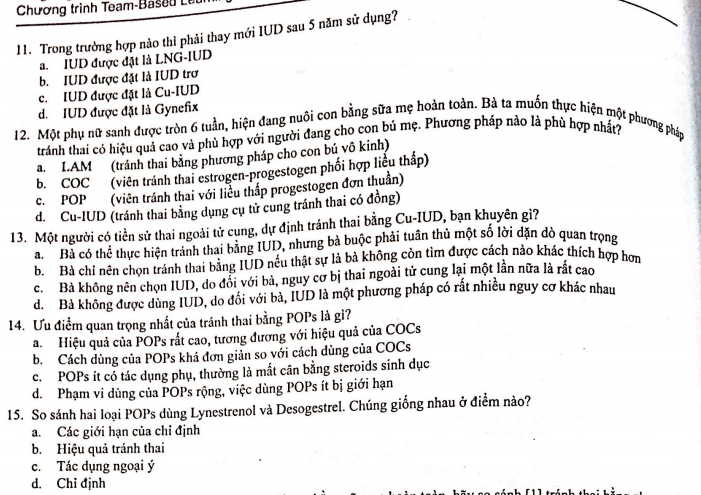 Chương trình Team-Based
11. Trong trường hợp nào thì phải thay mới IUD sau 5 năm sử dụng?
a. IUD được đặt là LNG-IUD
b. IUD được đặt là IUD trơ
c. IUD được đặt là Cu-IUD
d. IUD được đặt là Gynefix
12. Một phụ nữ sanh được tròn 6 tuần, hiện đang nuôi con bằng sữa mẹ hoàn toàn. Bà ta muốn thực hiện một phương pháp
tránh thai có hiệu quả cao và phù hợp với người đang cho con bú mẹ. Phương pháp nào là phù hợp nhất?
a. LAM (tránh thai bằng phương pháp cho con bú vô kinh)
b. COC (viên tránh thai estrogen-progestogen phối hợp liều thấp)
c. POP (viên tránh thai với liều thấp progestogen đơn thuần)
d. Cu-IUD (tránh thai bằng dụng cụ tử cung tránh thai có đồng)
13. Một người có tiền sử thai ngoài tử cung, dự định tránh thai bằng Cu-IUD, bạn khuyên gì?
a. Bà có thể thực hiện tránh thai bằng IUD, nhưng bà buộc phải tuân thủ một số lời dặn dò quan trọng
b. Bà chỉ nên chọn tránh thai bằng IUD nếu thật sự là bà không còn tìm được cách nào khác thích hợp hơn
c. Bà không nên chọn IUD, do đối với bà, nguy cơ bị thai ngoài tử cung lại một lần nữa là rất cao
d. Bà không được dùng IUD, do đối với bà, IUD là một phương pháp có rất nhiều nguy cơ khác nhau
14. Ưu điểm quan trọng nhất của tránh thai bằng POPs là gì?
a. Hiệu quả của POPs rất cao, tương đương với hiệu quả của COCs
b. Cách dùng của POPs khá đơn giản so với cách dùng của COCs
c. POPs ít có tác dụng phụ, thường là mất cân bằng steroids sinh dục
d. Phạm vi dùng của POPs rộng, việc dùng POPs ít bị giới hạn
15. So sánh hai loại POPs dùng Lynestrenol và Desogestrel. Chúng giống nhau ở điểm nào?
a. Các giới hạn của chỉ định
b. Hiệu quả tránh thai
c. Tác dụng ngoại ý
d. Chỉ định